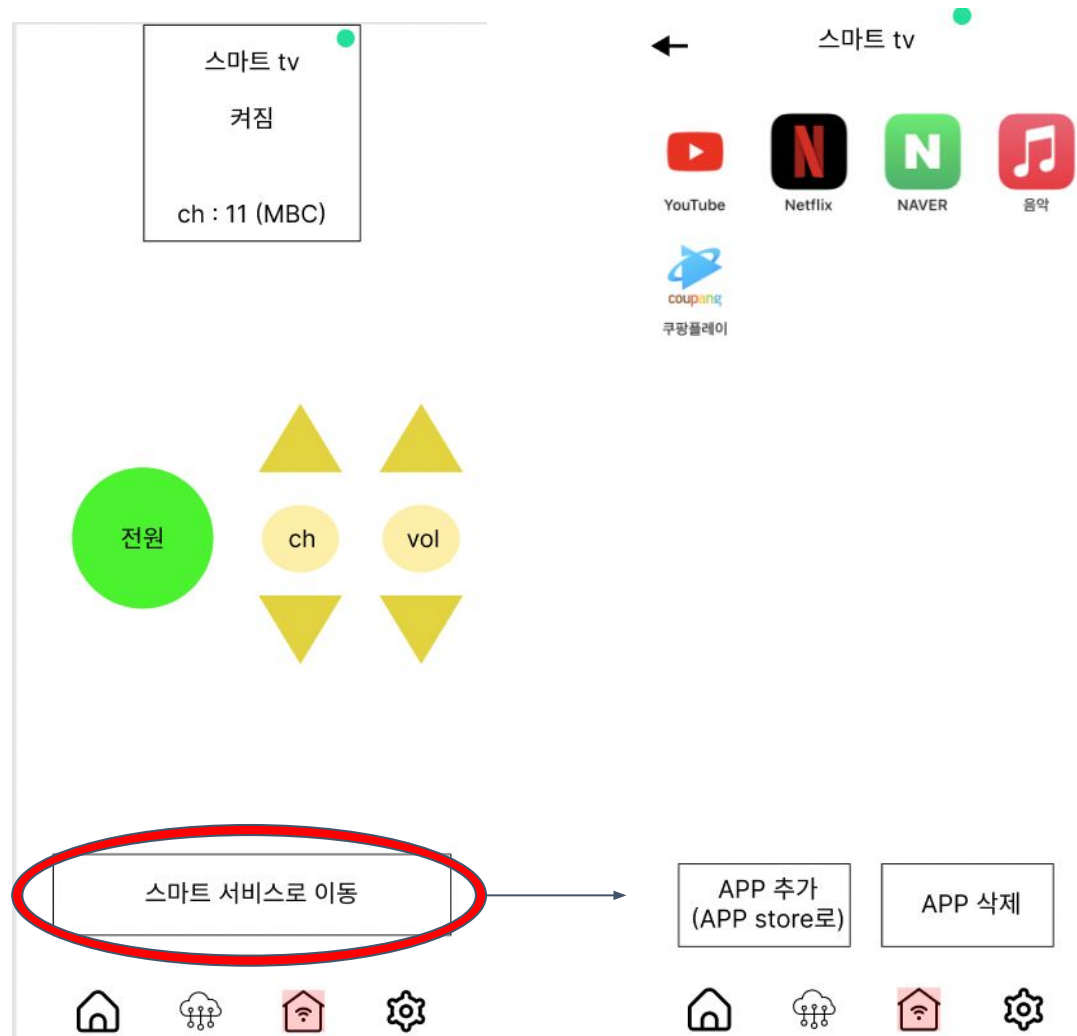 스마트 tv
켜짐
ch : 11 (MBC)
전원
ch
vol
스마트 서비스로 이동
스마트 tv
N
N
YouTube
Netflix
NAVER
음악
coupang
쿠팡플레이
APP 추가
(APP store로)
APP 삭제